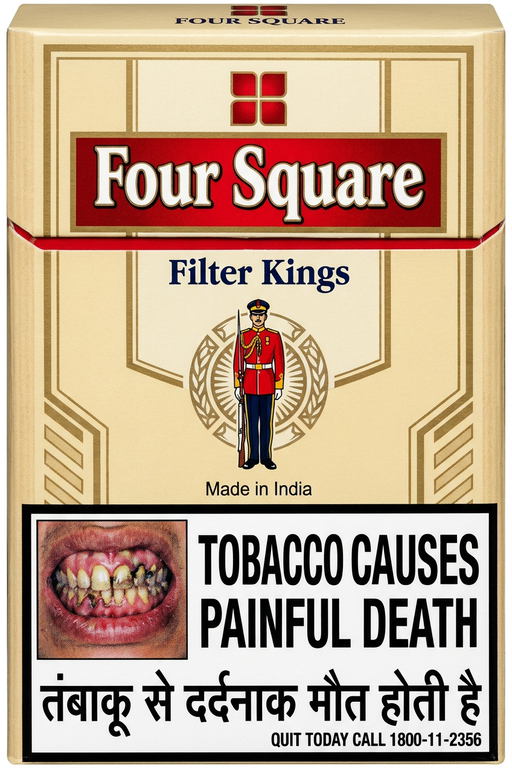 FOUR SQUARE
Four Square
Filter Kings
Made in India
TOBACCO CAUSES
PAINFUL DEATH
तंबाकू से दर्दनाक मौत होती है
QUIT TODAY CALL 1800-11-2356